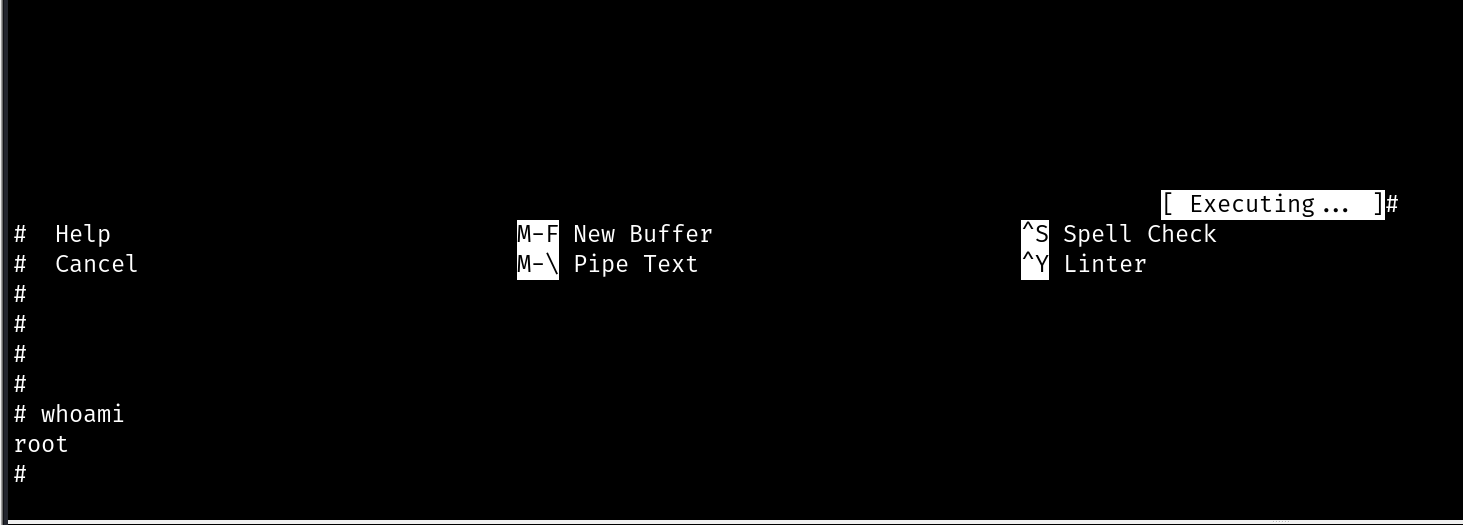 [ Executing... ]#
# Help M-F New Buffer ^S Spell Check
# Cancel M-\ Pipe Text ^Y Linter
#
#
#
#
# whoami
root
#